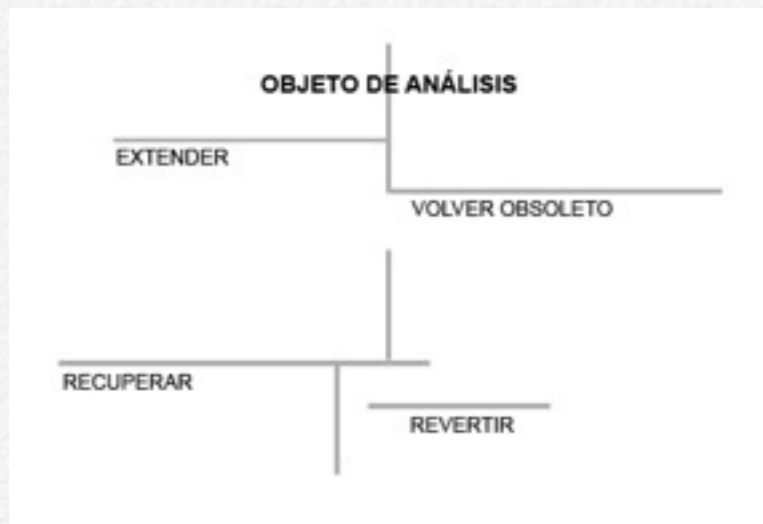 OBJETO DE ANÁLISIS
EXTENDER
VOLVER OBSOLETO
RECUPERAR
REVERTIR